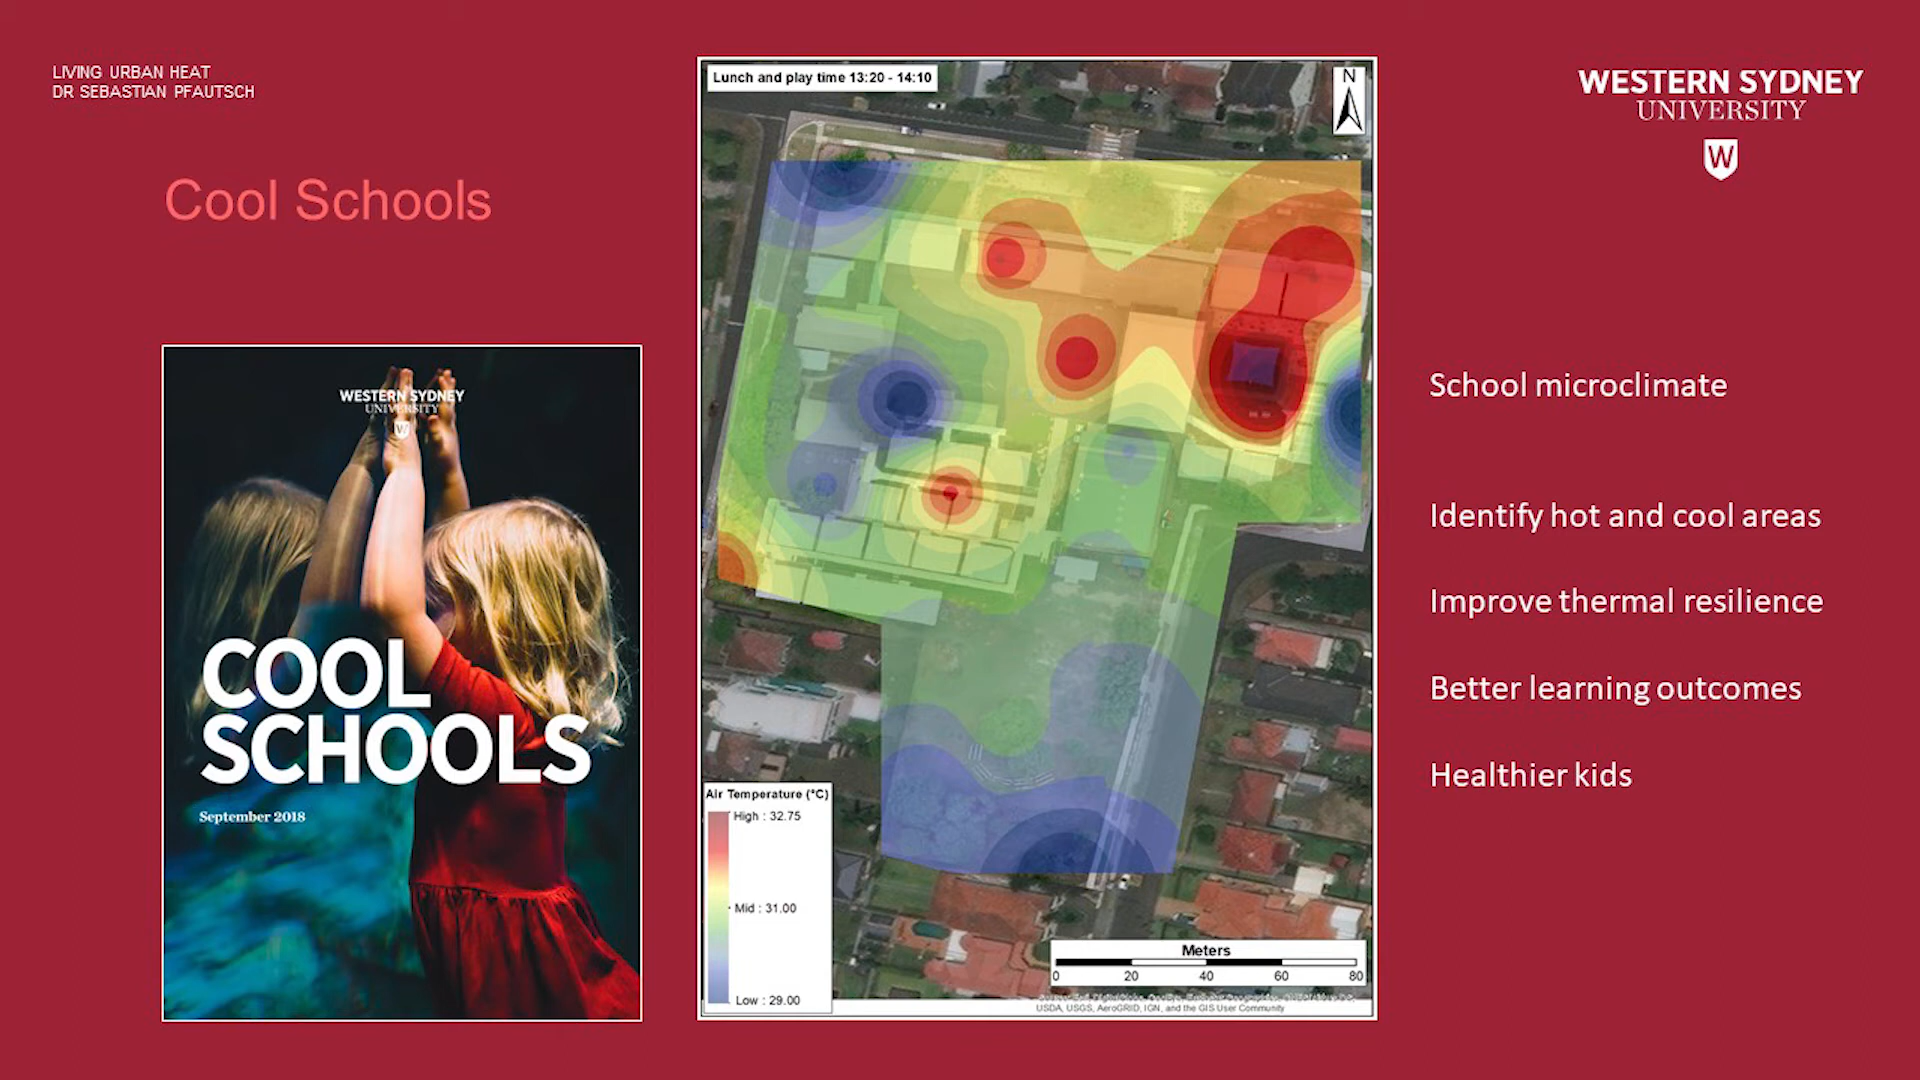 LIVING URBAN HEAT
DR SEBASTIAN PFAUTSCH
Cool Schools
WESTERN SYDNEY
UNIVERSITY
W
COOL
SCHOOLS
September 2018
Lunch and play time 13:20 - 14:10
N
Air Temperature (°C)
High : 32.75
Mid : 31.00
Low : 29.00
Meters
0 20 40 60 80
USDA, USGS, AeroGRID, IGN, and the GIS User Community
WESTERN SYDNEY
UNIVERSITY
W
School microclimate
Identify hot and cool areas
Improve thermal resilience
Better learning outcomes
Healthier kids